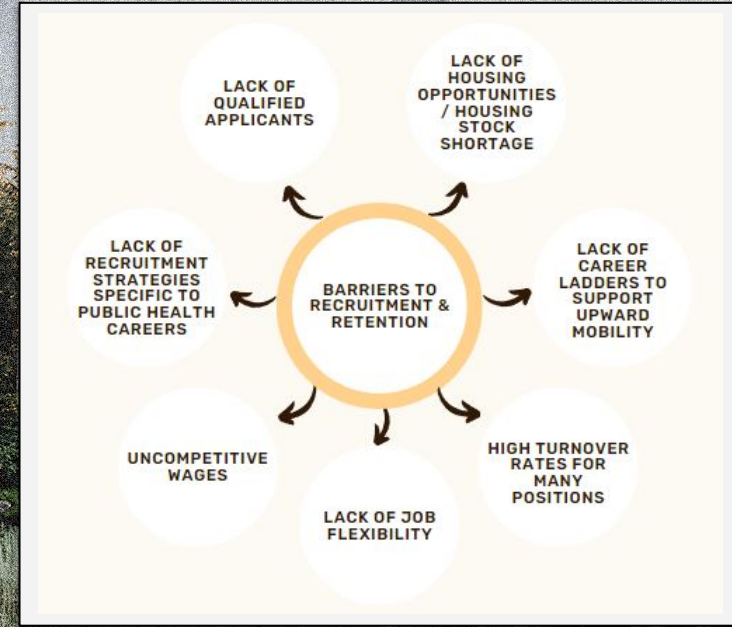 LACK OF
QUALIFIED
APPLICANTS
LACK OF
HOUSING
OPPORTUNITIES
/ HOUSING
STOCK
SHORTAGE
LACK OF
RECRUITMENT
STRATEGIES
SPECIFIC TO
PUBLIC HEALTH
CAREERS
BARRIERS TO
RECRUITMENT &
RETENTION
LACK OF
CAREER
LADDERS TO
SUPPORT
UPWARD
MOBILITY
UNCOMPETITIVE
WAGES
LACK OF JOB
FLEXIBILITY
HIGH TURNOVER
RATES FOR
MANY
POSITIONS